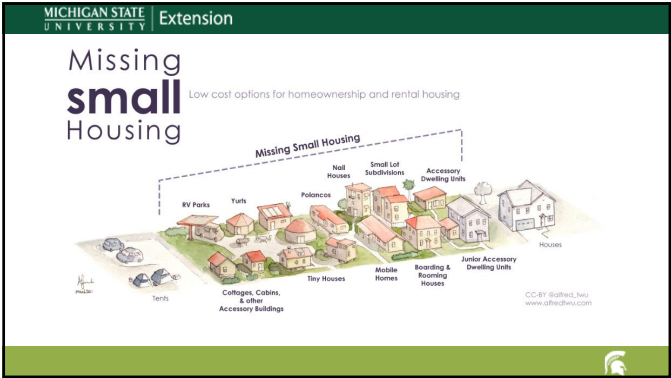 MICHIGAN STATE
UNIVERSITY
Extension
Missing
small
Housing
Low cost options for homeownership and rental housing
Missing Small Housing
RV Parks
Yurts
Polancos
Nail
Houses
Small Lot
Subdivisions
Accessory
Dwelling Units
Houses
Tents
Cottages, Cabins,
& other
Accessory Buildings
Tiny Houses
Mobile
Homes
Boarding &
Rooming
Houses
Junior Accessory
Dwelling Units
CC-BY @alfred_twu
www.alfredtwu.com